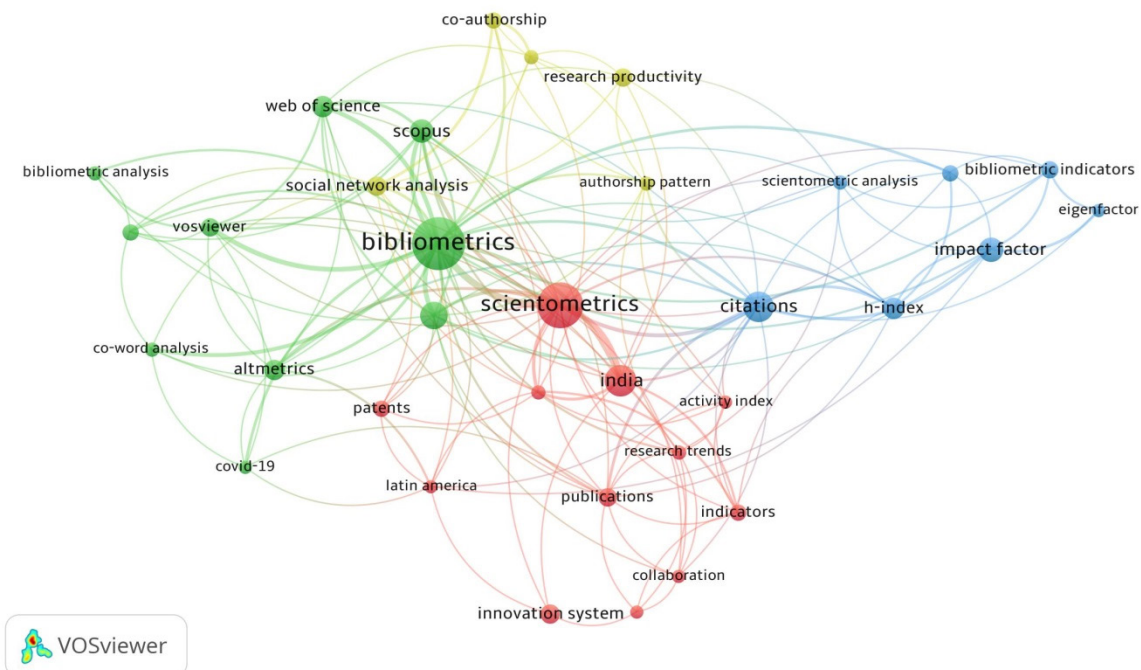 co-authorship
research productivity
web of science
scopus
bibliometric analysis
social network analysis
authorship pattern
scientometric analysis
bibliometric indicators
eigenfactor
vosviewer
bibliometrics
impact factor
scientometrics
citations
h-index
co-word analysis
altmetrics
india
patents
activity index
research trends
covid-19
latin america
publications
indicators
collaboration
innovation system
VOSviewer